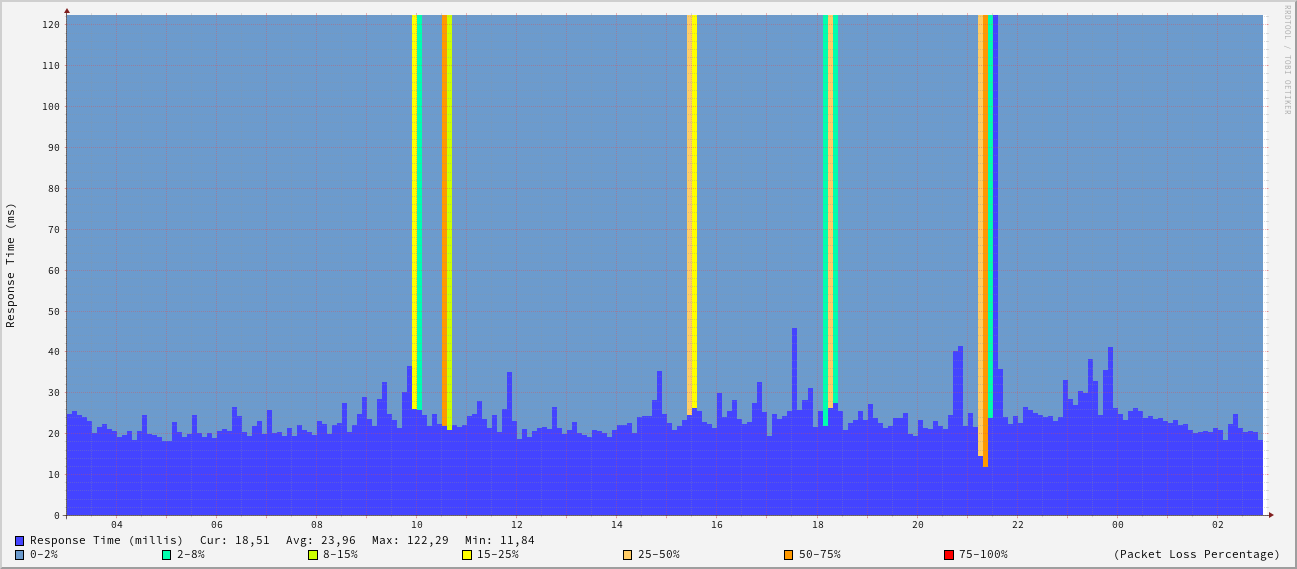 RRDTOOL / TOBI OETIKER
Response Time (ms)
120
110
100
90
80
70
60
50
40
30
20
10
0
04 06 08 10 12 14 16 18 20 22 00 02
Response Time (millis) Cur: 18,51 Avg: 23,96 Max: 122,29 Min: 11,84
0-2% 2-8% 8-15% 15-25% 25-50% 50-75% 75-100% (Packet Loss Percentage)